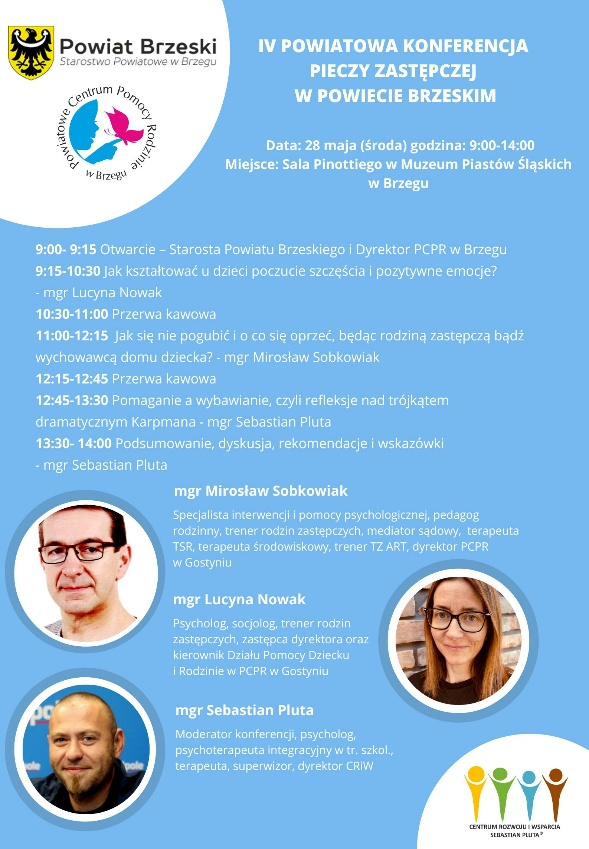 Powiat Brzeski
Starostwo Powiatowe w Brzegu
Powiatowe Centrum Pomocy Rodzinie
w Brzegu
IV POWIATOWA KONFERENCJA
PIECZY ZASTĘPCZEJ
W POWIECIE BRZESKIM
Data: 28 maja (środa) godzina: 9:00-14:00
Miejsce: Sala Pinottiego w Muzeum Piastów Śląskich
w Brzegu
9:00- 9:15 Otwarcie – Starosta Powiatu Brzeskiego i Dyrektor PCPR w Brzegu
9:15-10:30 Jak kształtować u dzieci poczucie szczęścia i pozytywne emocje?
- mgr Lucyna Nowak
10:30-11:00 Przerwa kawowa
11:00-12:15 Jak się nie pogubić i o co się oprzeć, będąc rodziną zastępczą bądź
wychowawcą domu dziecka? - mgr Mirosław Sobkowiak
12:15-12:45 Przerwa kawowa
12:45-13:30 Pomaganie a wybawianie, czyli refleksje nad trójkątem
dramatycznym Karpmana - mgr Sebastian Pluta
13:30- 14:00 Podsumowanie, dyskusja, rekomendacje i wskazówki
- mgr Sebastian Pluta
mgr Mirosław Sobkowiak
Specjalista interwencji i pomocy psychologicznej, pedagog
rodzinny, trener rodzin zastępczych, mediator sądowy, terapeuta
TSR, terapeuta środowiskowy, trener TZ ART, dyrektor PCPR
w Gostyniu
mgr Lucyna Nowak
Psycholog, socjolog, trener rodzin
zastępczych, zastępca dyrektora oraz
kierownik Działu Pomocy Dziecku
i Rodzinie w PCPR w Gostyniu
mgr Sebastian Pluta
Moderator konferencji, psycholog,
psychoterapeuta integracyjny w tr. szkol.,
terapeuta, superwizor, dyrektor CRiW
CENTRUM ROZWOJU I WSPARCIA
SEBASTIAN PLUTA®